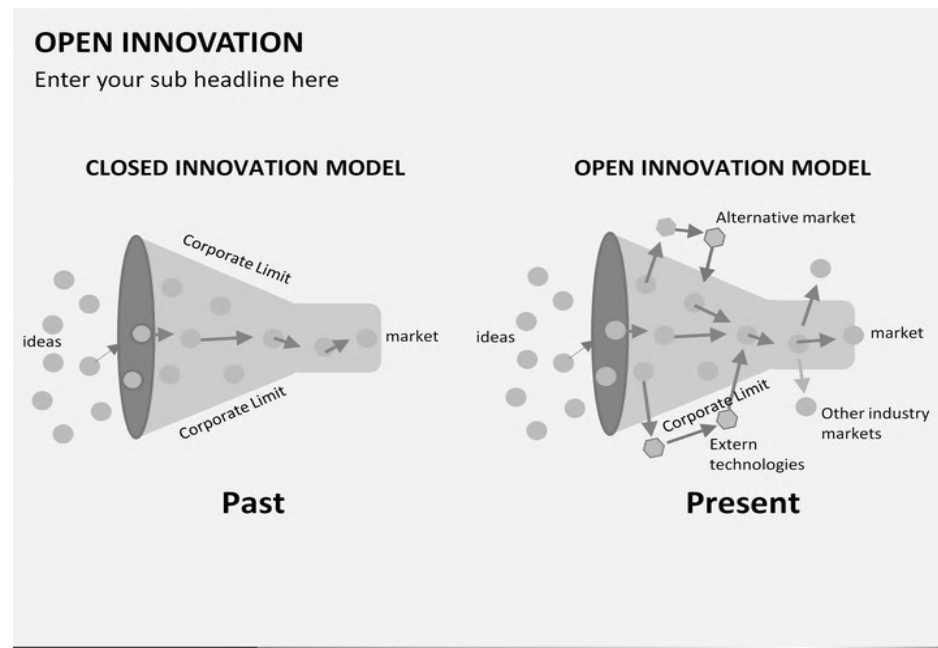 OPEN INNOVATION
Enter your sub headline here
CLOSED INNOVATION MODEL
Corporate Limit
ideas
market
Corporate Limit
Past
OPEN INNOVATION MODEL
Alternative market
ideas
market
Corporate Limit
Other industry
markets
Extern
technologies
Present